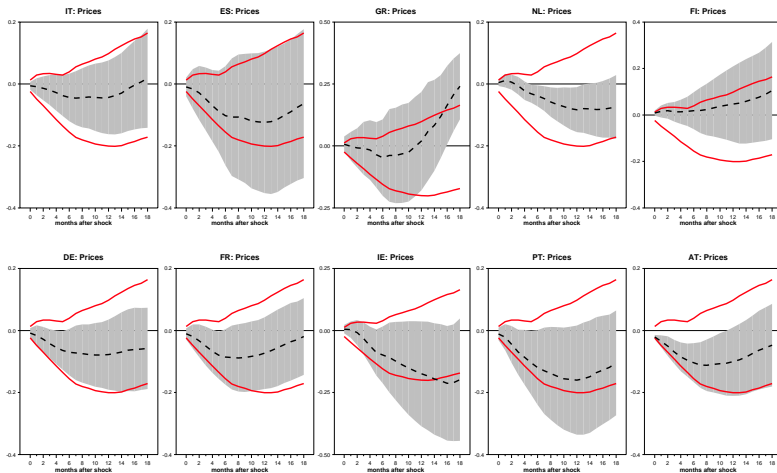 IT: Prices
ES: Prices
GR: Prices
NL: Prices
FI: Prices
0.2
0.0
-0.2
-0.4
0.2
0.0
-0.2
-0.4
0.50
0.25
0.00
-0.25
0.2
0.0
-0.2
-0.4
0.4
0.2
0.0
-0.2
-0.4
0 2 4 6 8 10 12 14 16 18
0 2 4 6 8 10 12 14 16 18
0 2 4 6 8 10 12 14 16 18
0 2 4 6 8 10 12 14 16 18
0 2 4 6 8 10 12 14 16 18
months after shock
months after shock
months after shock
months after shock
months after shock
DE: Prices
FR: Prices
IE: Prices
PT: Prices
AT: Prices
0.2
0.0
-0.2
-0.4
0.2
0.0
-0.2
-0.4
0.25
0.00
-0.25
-0.50
0.2
0.0
-0.2
-0.4
0.2
0.0
-0.2
-0.4
0 2 4 6 8 10 12 14 16 18
0 2 4 6 8 10 12 14 16 18
0 2 4 6 8 10 12 14 16 18
0 2 4 6 8 10 12 14 16 18
0 2 4 6 8 10 12 14 16 18
months after shock
months after shock
months after shock
months after shock
months after shock